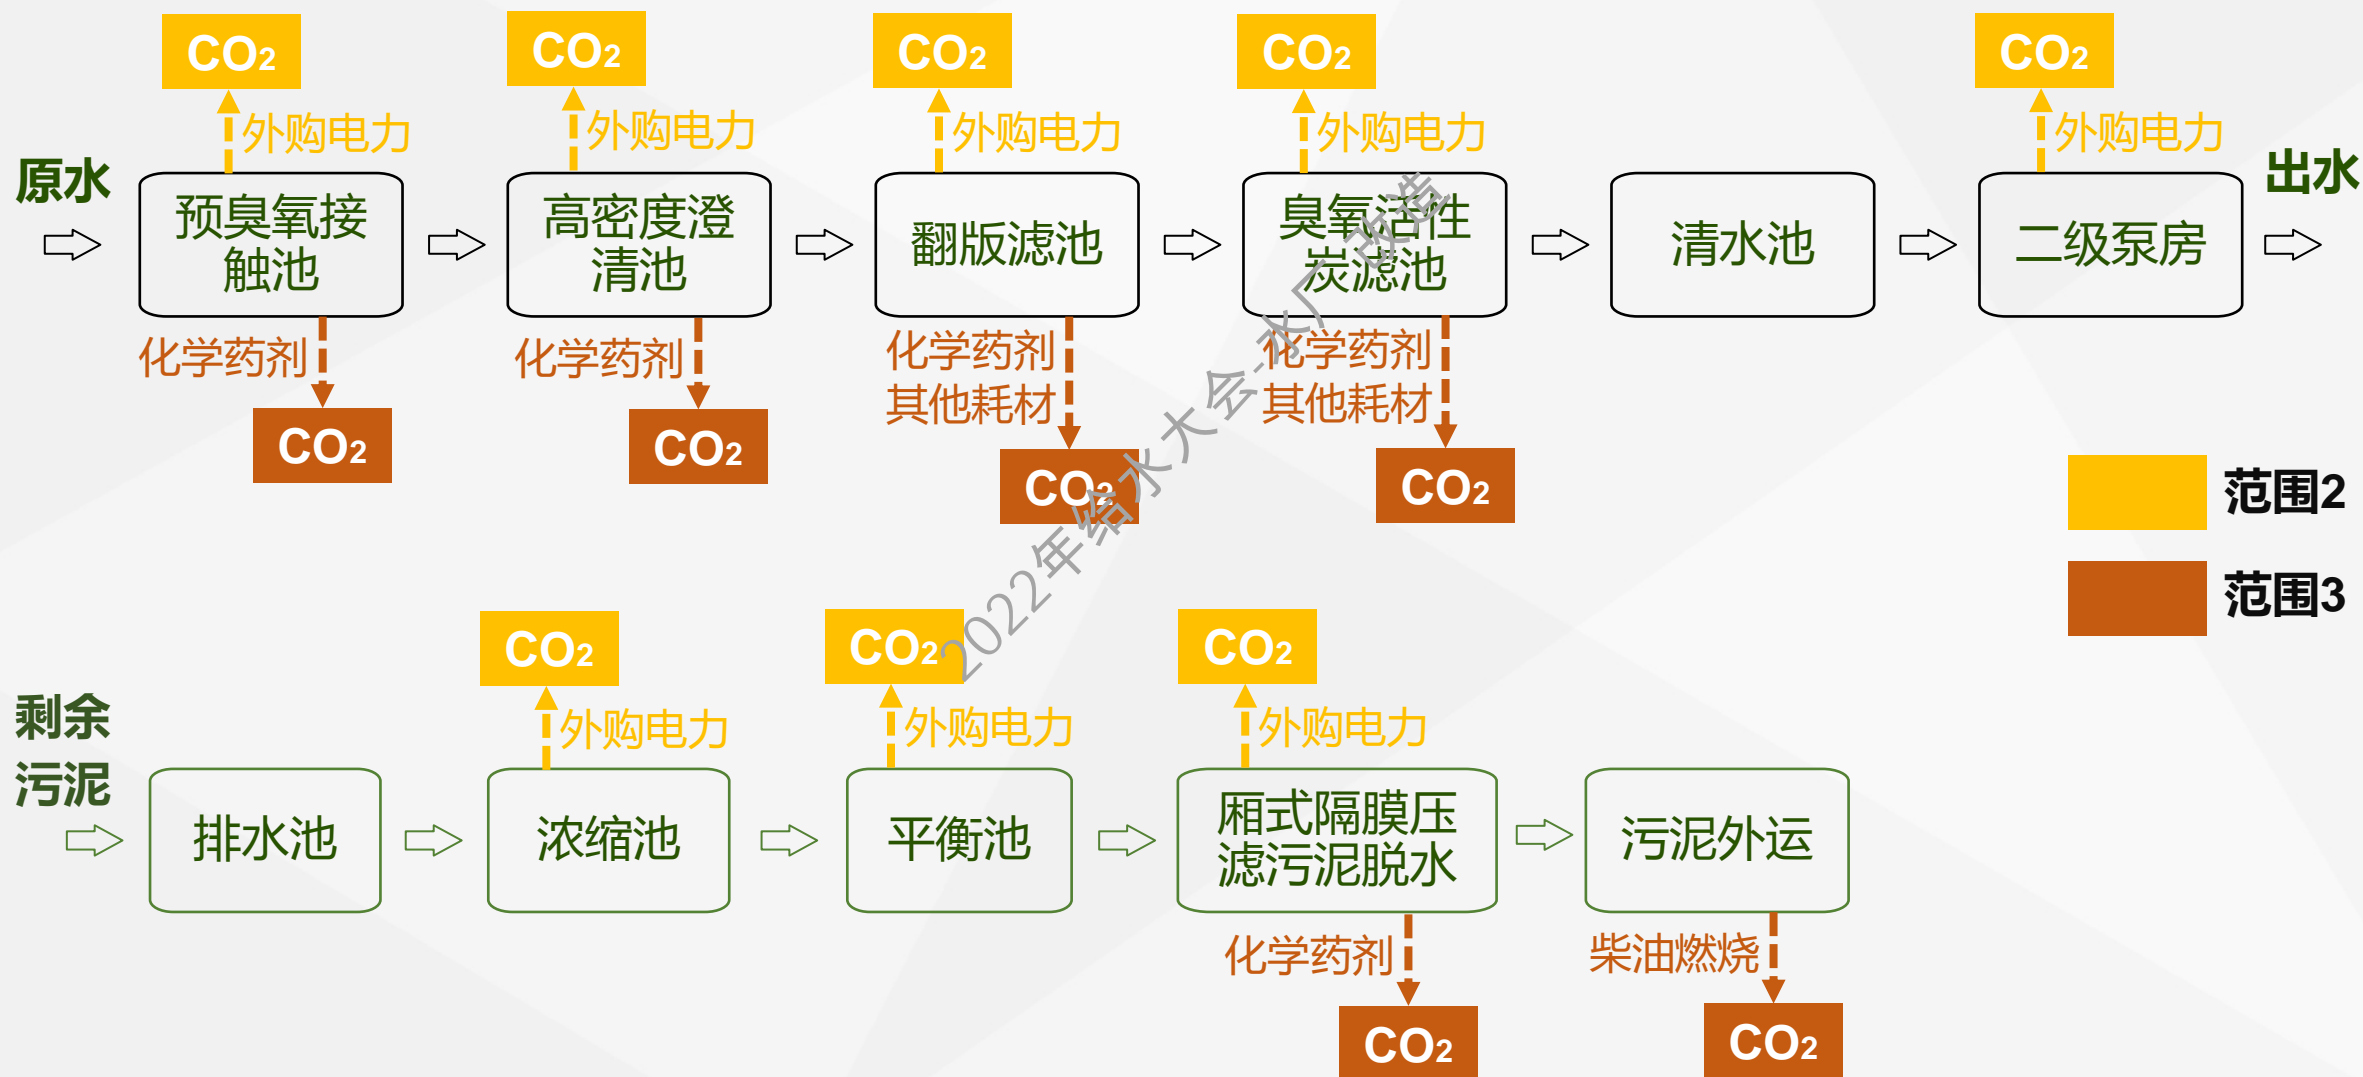 CO2
CO2
CO2
CO2
CO2
外购电力
外购电力
外购电力
外购电力
外购电力
原水
预臭氧接
触池
高密度澄
清池
翻版滤池
臭氧活性
炭滤池
清水池
二级泵房
出水
化学药剂
CO2
化学药剂
CO2
化学药剂
其他耗材
CO2
化学药剂
其他耗材
CO2
范围2
范围3
2022年给水大会-水厂改造
CO2
CO2
CO2
外购电力
外购电力
外购电力
剩余
污泥
排水池
浓缩池
平衡池
厢式隔膜压
滤污泥脱水
污泥外运
化学药剂
CO2
柴油燃烧
CO2